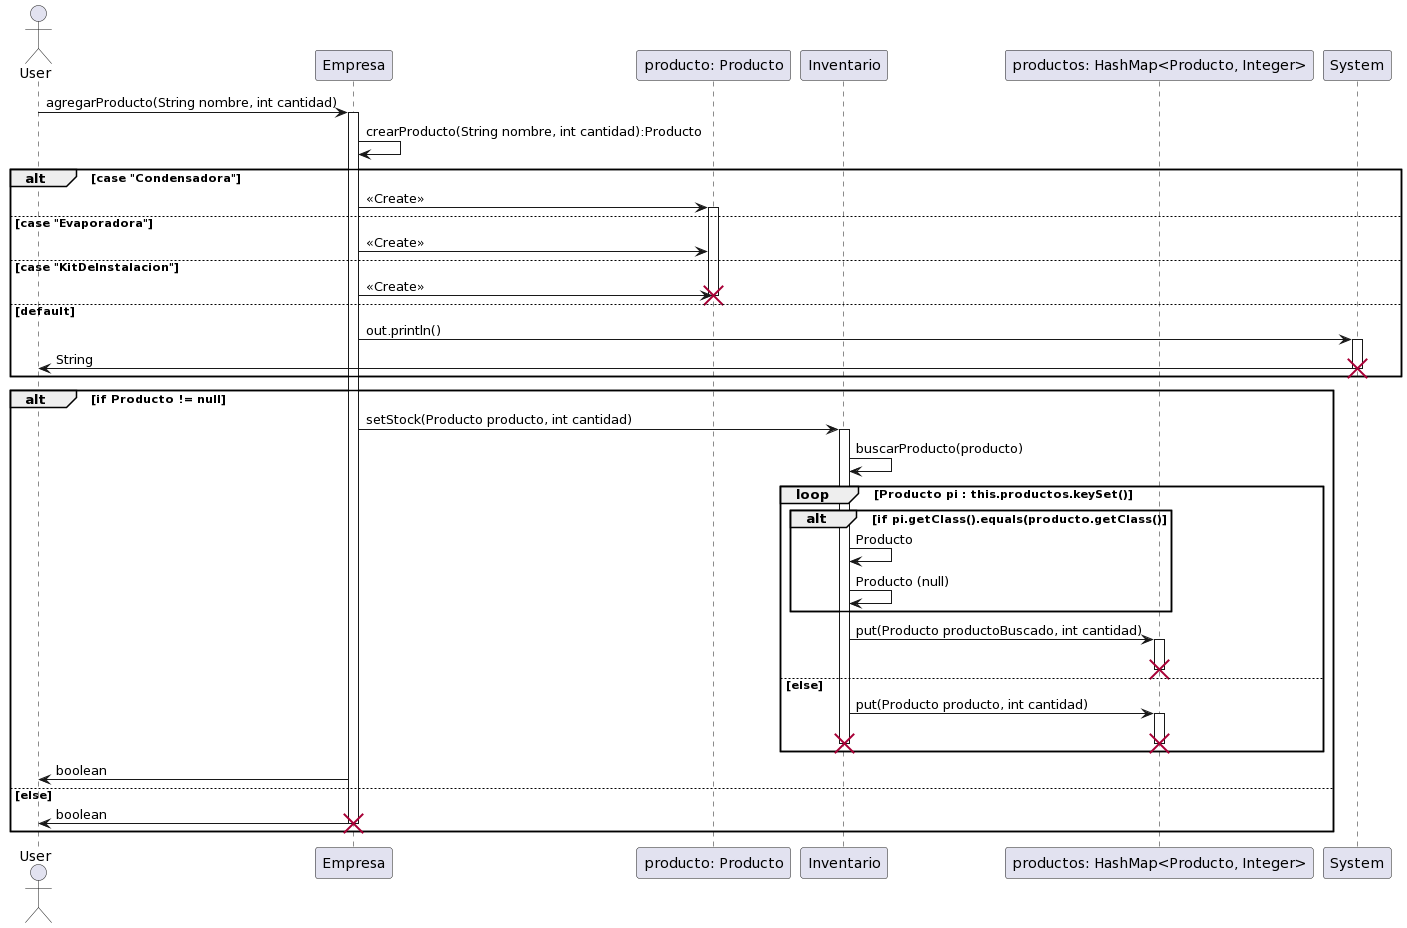 User
Empresa
producto: Producto
Inventario
productos: HashMap<Producto, Integer>
System
agregarProducto(String nombre, int cantidad)
crearProducto(String nombre, int cantidad):Producto
alt
[case "Condensadora"]
«Create»
[case "Evaporadora"]
«Create»
[case "KitDeInstalacion"]
«Create»
[default]
out.println()
String
alt
[if Producto != null]
setStock(Producto producto, int cantidad)
buscarProducto(producto)
loop
[Producto pi : this.productos.keySet()]
alt
[if pi.getClass().equals(producto.getClass()]
Producto
Producto (null)
put(Producto productoBuscado, int cantidad)
[else]
put(Producto producto, int cantidad)
boolean
[else]
boolean
User
Empresa
producto: Producto
Inventario
productos: HashMap<Producto, Integer>
System